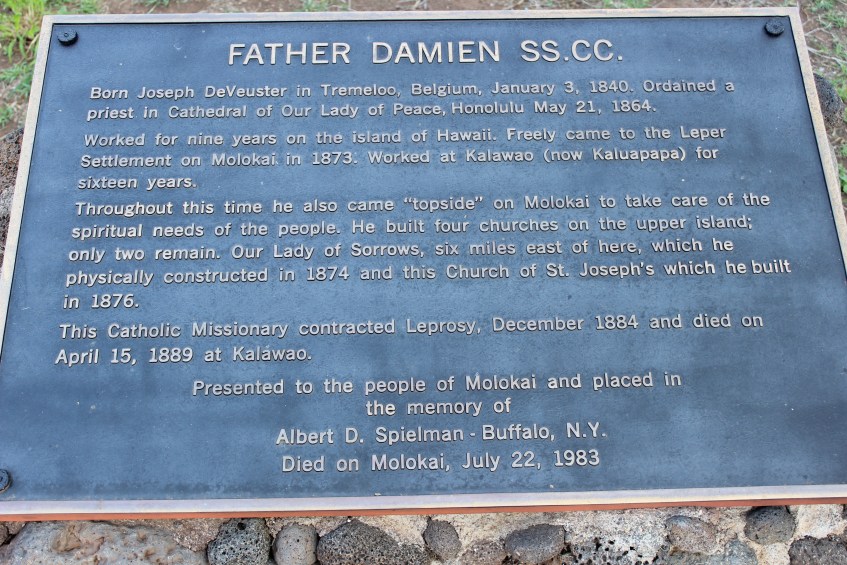 FATHER DAMIEN SS.CC.
Born Joseph DeVeuster in Tremeloo, Belgium, January 3, 1840. Ordained a
priest in Cathedral of Our Lady of Peace, Honolulu May 21, 1864.
Worked for nine years on the island of Hawaii. Freely came to the Leper
Settlement on Molokai in 1873. Worked at Kalawao (now Kaluapapa) for
sixteen years.
Throughout this time he also came "topside" on Molokai to take care of the
spiritual needs of the people. He built four churches on the upper island;
only two remain. Our Lady of Sorrows, six miles east of here, which he
physically constructed in 1874 and this Church of St. Joseph's which he built
in 1876.
This Catholic Missionary contracted Leprosy, December 1884 and died on
April 15, 1889 at Kalawao.
Presented to the people of Molokai and placed in
the memory of
Albert D. Spielman - Buffalo, N.Y.
Died on Molokai, July 22, 1983